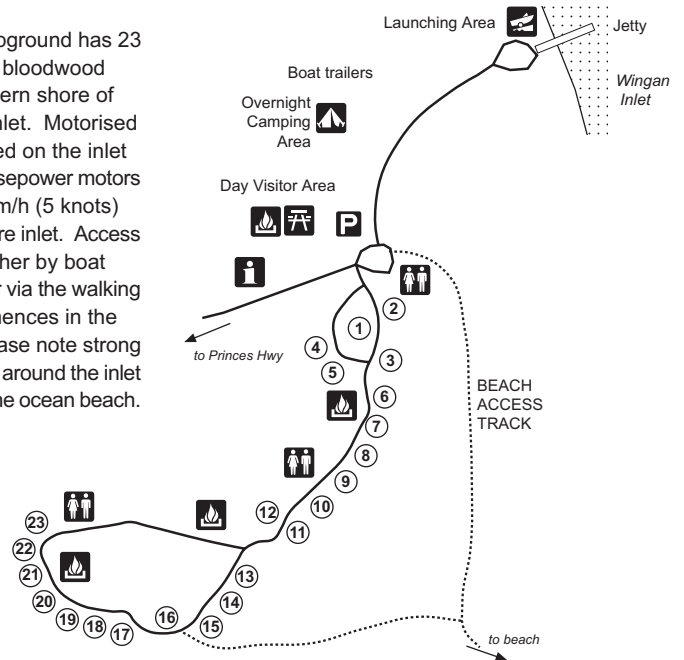 oground has 23
bloodwood
ern shore of
nlet. Motorised
ed on the inlet
sepower motors
m/h (5 knots)
re inlet. Access
her by boat
r via the walking
nences in the
ase note strong
around the inlet
ne ocean beach.
Launching Area
Jetty
Wingan
Inlet
Boat trailers
Overnight
Camping
Area
Day Visitor Area
P
i
to Princes Hwy
BEACH
ACCESS
TRACK
1
2
3
4
5
6
7
8
9
10
11
12
13
14
15
16
17
18
19
20
21
22
23
to beach